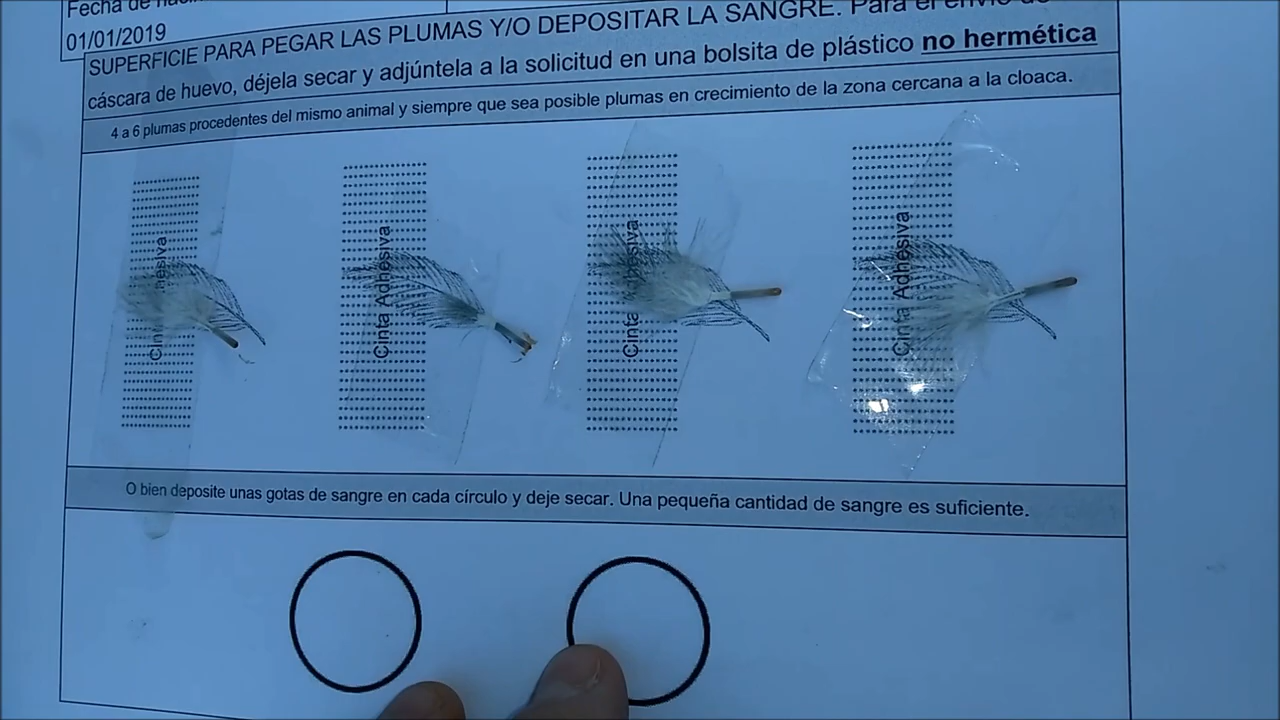 Fecha de
01/01/2019
SUPERFICIE PARA PEGAR LAS PLUMAS Y/O DEPOSITAR LA SANGRE. Para el envío de
cáscara de huevo, déjela secar y adjúntela a la solicitud en una bolsita de plástico no hermética
4 a 6 plumas procedentes del mismo animal y siempre que sea posible plumas en crecimiento de la zona cercana a la cloaca.
Cinta Adhesiva
Cinta Adhesiva
Cinta Adhesiva
Cinta Adhesiva
O bien deposite unas gotas de sangre en cada círculo y deje secar. Una pequeña cantidad de sangre es suficiente.